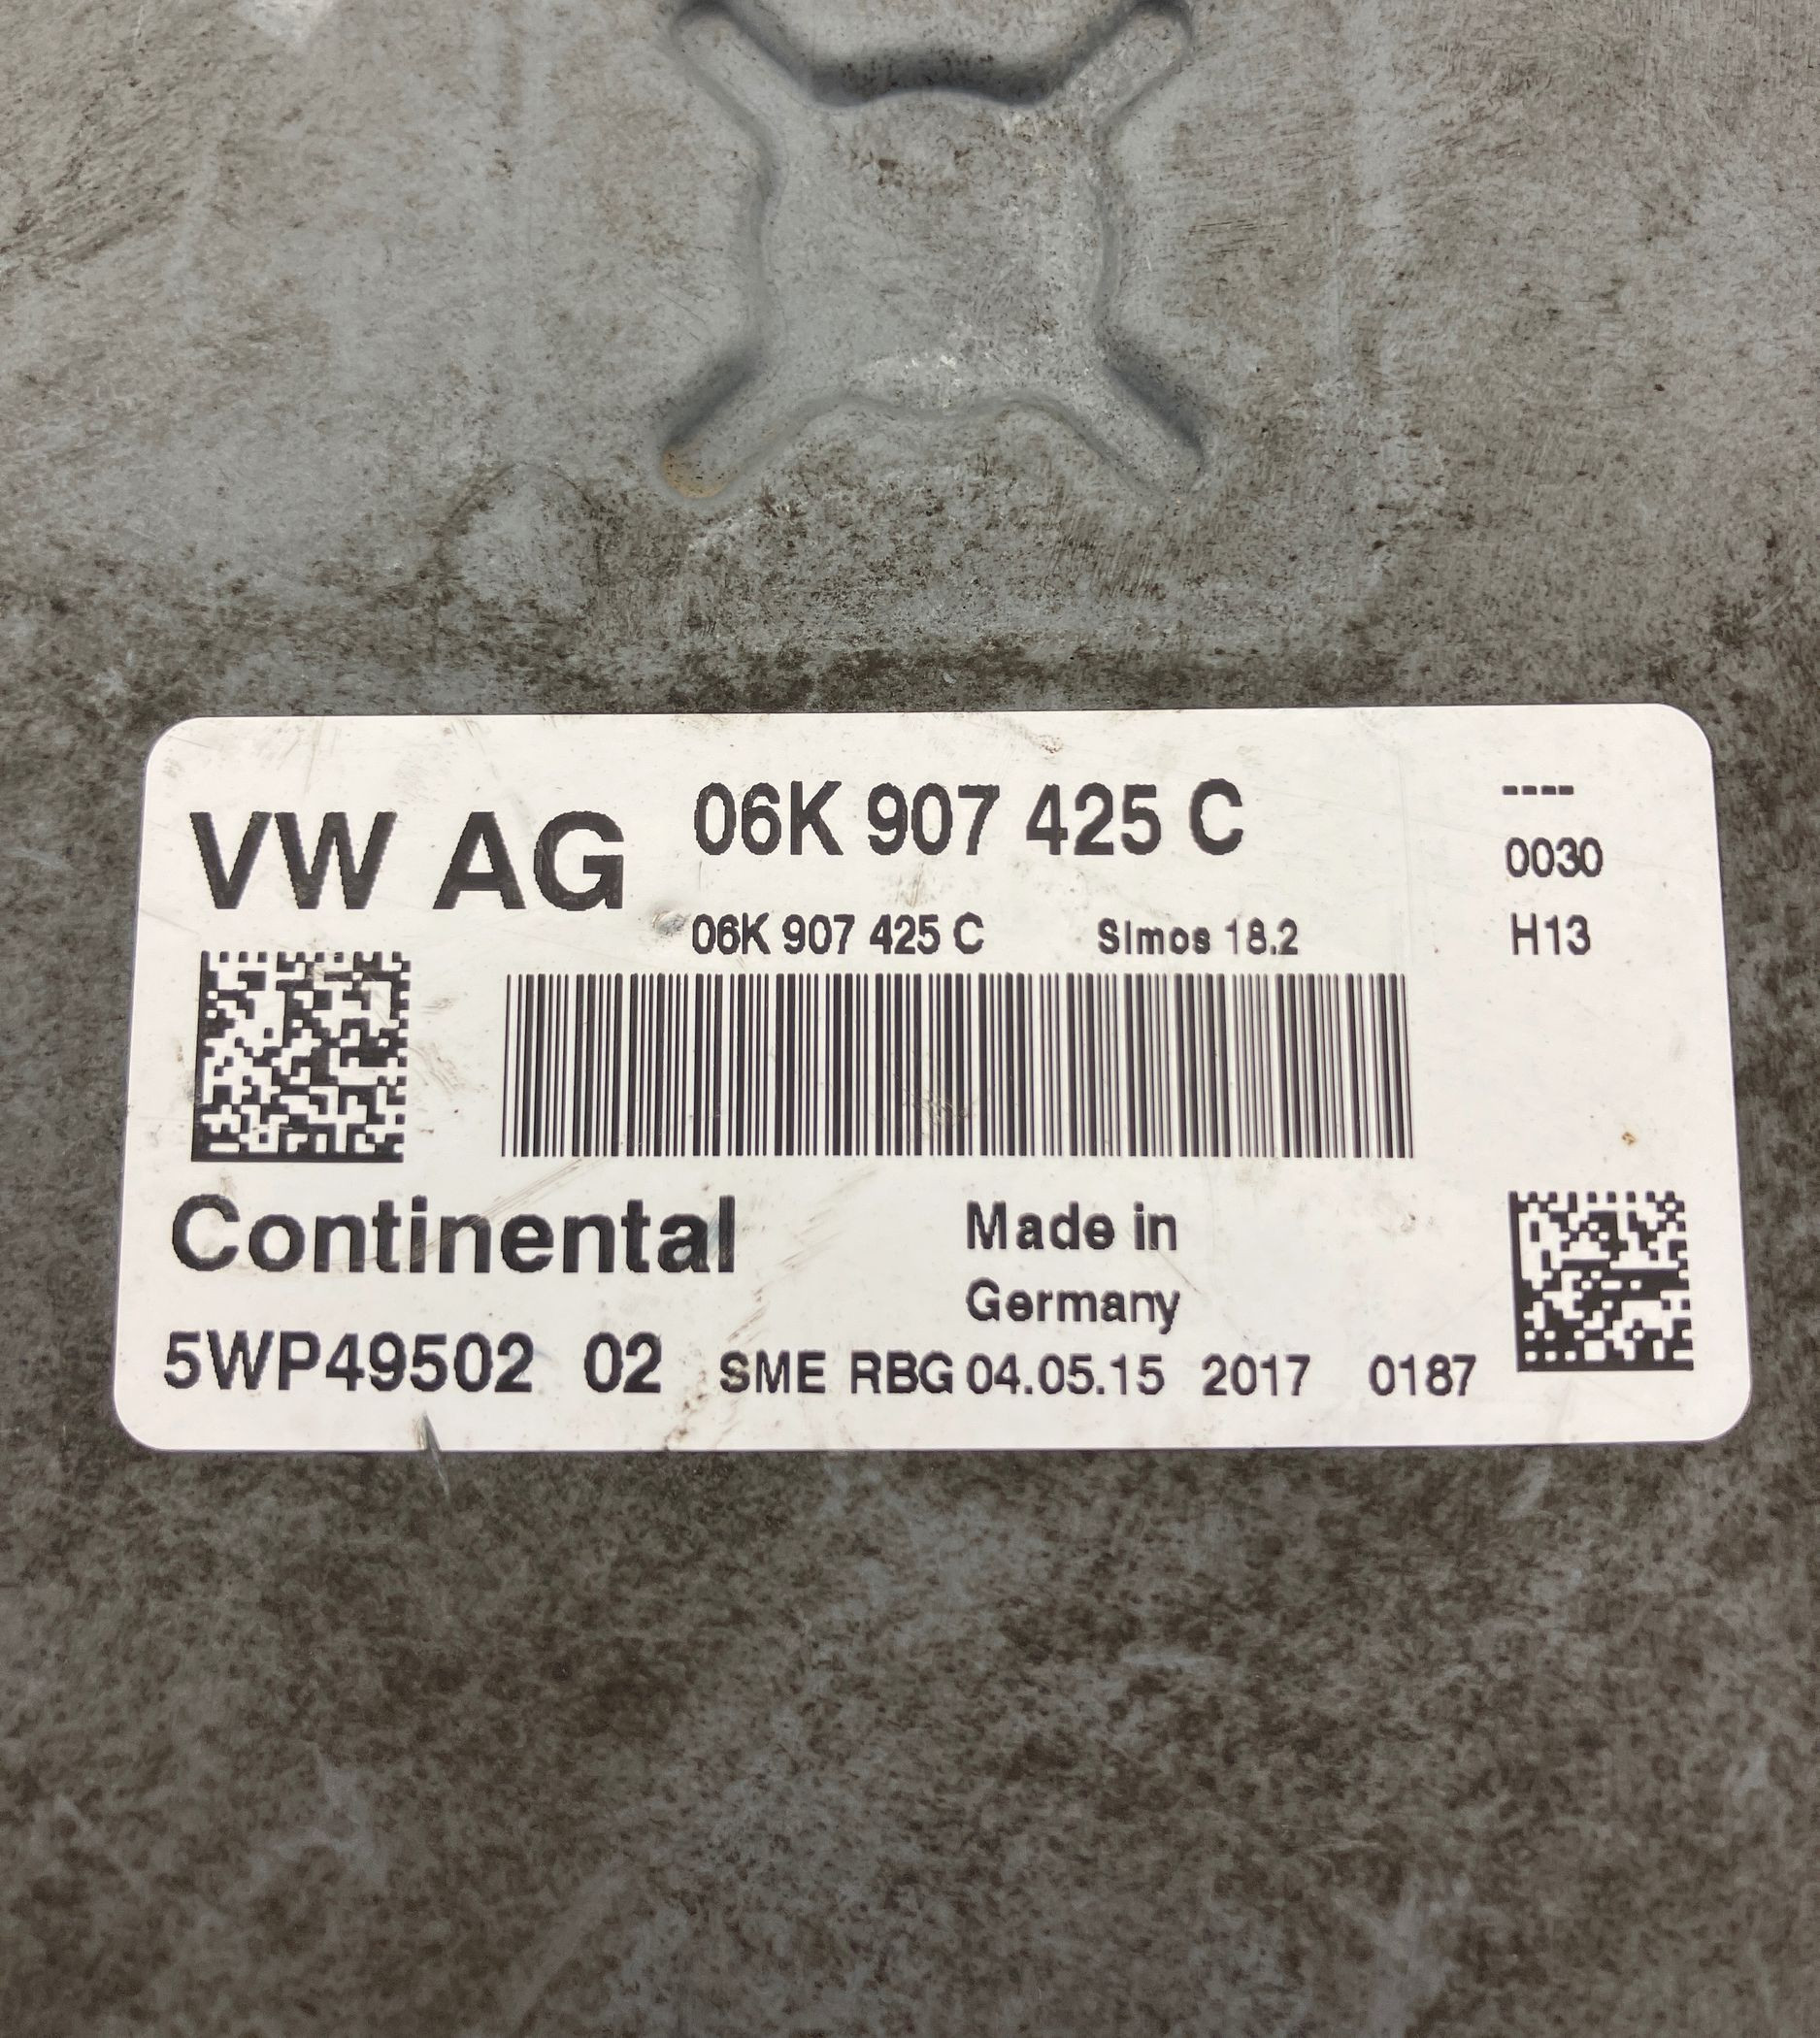 VW AG 06K 907 425 C ----
0030
06K 907 425 C Simos 18.2 H13
Continental Made in
Germany
5WP49502 02 SME RBG 04.05.15 2017 0187